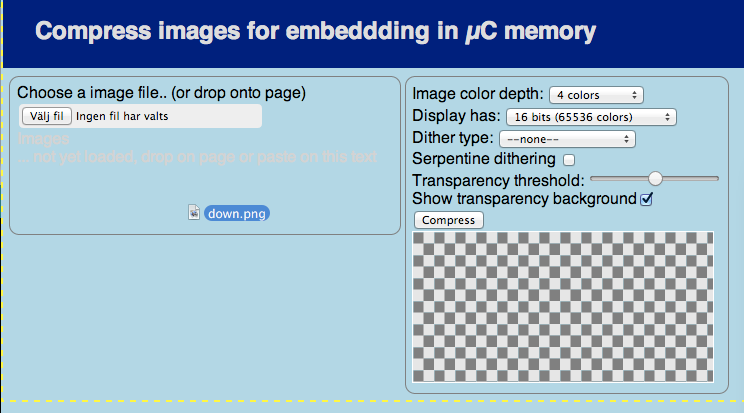 Compress images for embeddding in µC memory
Choose a image file.. (or drop onto page)
Välj fil Ingen fil har valts
Images
...not yet loaded, drop on page or paste on this text.
down.png
Image color depth: 4 colors
Display has: 16 bits (65536 colors)
Dither type: --none--
Serpentine dithering
Transparency threshold:
Show transparency background
Compress